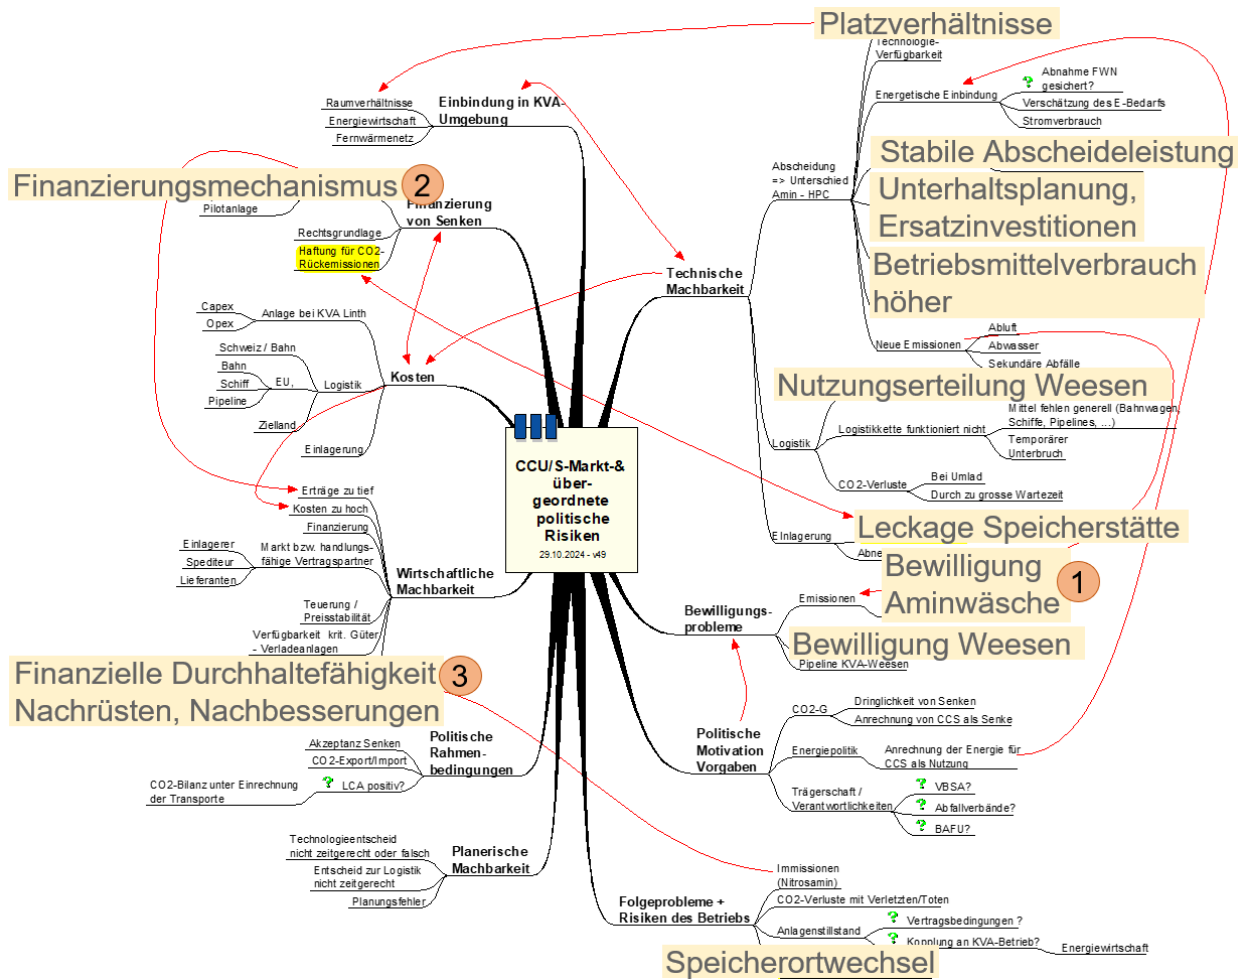 Platzverhältnisse
Technologie-
Verfügbarkeit
Energetische Einbindung
? Abnahme FWN
gesichert?
Verschätzung des E-Bedarfs
Stromverbrauch
Abscheidung
=> Unterschied
Amin - HPC
Stabile Abscheideleistung
Unterhaltsplanung,
Ersatzinvestitionen
Betriebsmittelverbrauch
höher
Neue Emissionen
Abluft
Abwasser
Sekundäre Abfälle
Technische
Machbarkeit
Nutzungserteilung Weesen
Logistik
Logistikkette funktioniert nicht
Mittel fehlen generell (Bahnwagen,
Schiffe, Pipelines, ...)
Temporärer
Unterbruch
CO2-Verluste
Bei Umlad
Durch zu grosse Wartezeit
EInlagerung
Leckage Speicherstätte
Bewilligungs-
probleme
Emissionen
Bewilligung
Aminwäsche
1
Bewilligung Weesen
Pipeline KVA-Weesen
Politische
Motivation
Vorgaben
CO2-G
Dringlichkeit von Senken
Anrechnung von CCS als Senke
Energiepolitik
Anrechnung der Energie für
CCS als Nutzung
Trägerschaft /
Verantwortlichkeiten
? VBSA?
? Abfallverbände?
? BAFU?
Folgeprobleme +
Risiken des Betriebs
Immissionen
(Nitrosamin)
CO2-Verluste mit Verletzten/Toten
Anlagenstillstand
? Vertragsbedingungen ?
? Kopplung an KVA-Betrieb?
Energiewirtschaft
Speicherortwechsel
CCU/S-Markt-&
über-
geordnete
politische
Risiken
29.10.2024 - v49
Einbindung in KVA-
Umgebung
Raumverhältnisse
Energiewirtschaft
Fernwärmenetz
Finanzierungsmechanismus
2
Pilotanlage
Finanzierung
von Senken
Rechtsgrundlage
Haftung für CO2-
Rückemissionen
Kosten
Capex
Opex
Anlage bei KVA Linth
Schweiz / Bahn
Bahn
Schiff
Pipeline
EU,
Logistik
Zielland
Einlagerung
Wirtschaftliche
Machbarkeit
Erträge zu tief
Kosten zu hoch
Finanzierung
Einlagerer
Spediteur
Lieferanten
Markt bzw. handlungs-
fähige Vertragspartner
Teuerung /
Preisstabilität
Verfügbarkeit krit. Güter
- Verladeanlagen
Finanzielle Durchhaltefähigkeit
Nachrüsten, Nachbesserungen
3
Politische
Rahmen-
bedingungen
Akzeptanz Senken
CO2-Export/Import
? LCA positiv?
CO2-Bilanz unter Einrechnung
der Transporte
Planerische
Machbarkeit
Technologieentscheid
nicht zeitgerecht oder falsch
Entscheid zur Logistik
nicht zeitgerecht
Planungsfehler